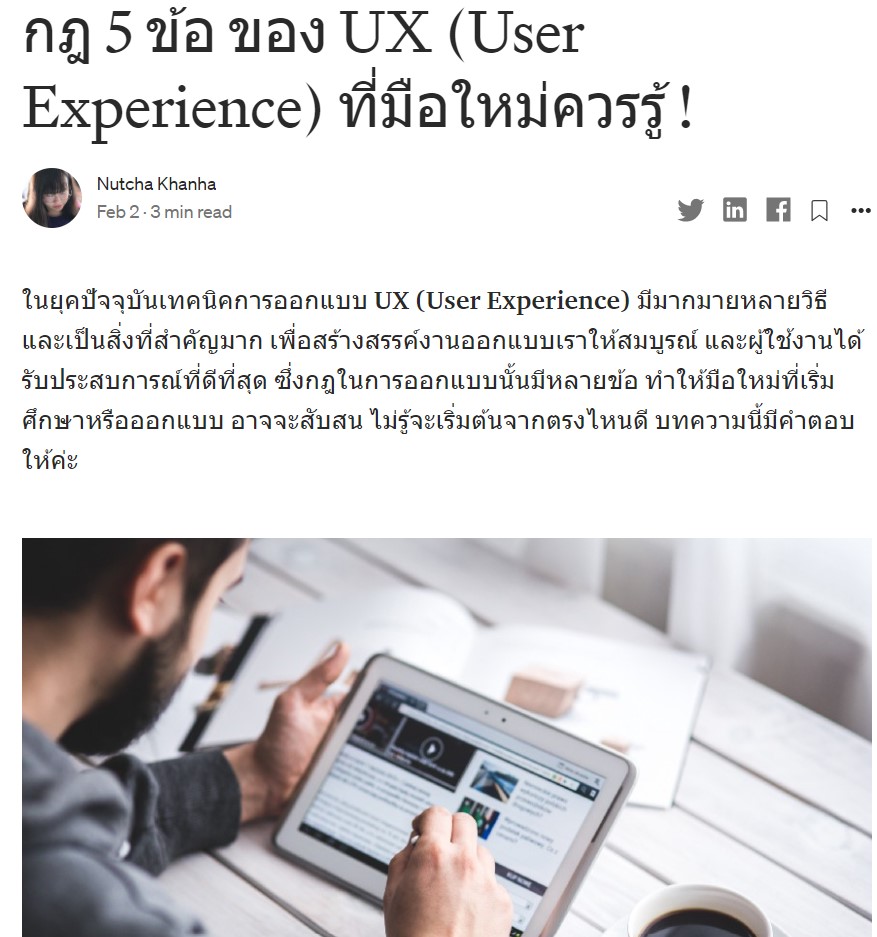 กฎ 5 ข้อ ของ UX (User
Experience) ที่มือใหม่ควรรู้ !
Nutcha Khanha
Feb 2 · 3 min read
ในยุคปัจจุบันเทคนิคการออกแบบ UX (User Experience) มีมากมายหลายวิธี
และเป็นสิ่งที่สำคัญมาก เพื่อสร้างสรรค์งานออกแบบเราให้สมบูรณ์ และผู้ใช้งานได้
รับประสบการณ์ที่ดีที่สุด ซึ่งกฎในการออกแบบนั้นมีหลายข้อ ทำให้มือใหม่ที่เริ่ม
ศึกษาหรือออกแบบ อาจจะสับสน ไม่รู้จะเริ่มต้นจากตรงไหนดี บทความนี้มีคำตอบ
ให้ค่ะ